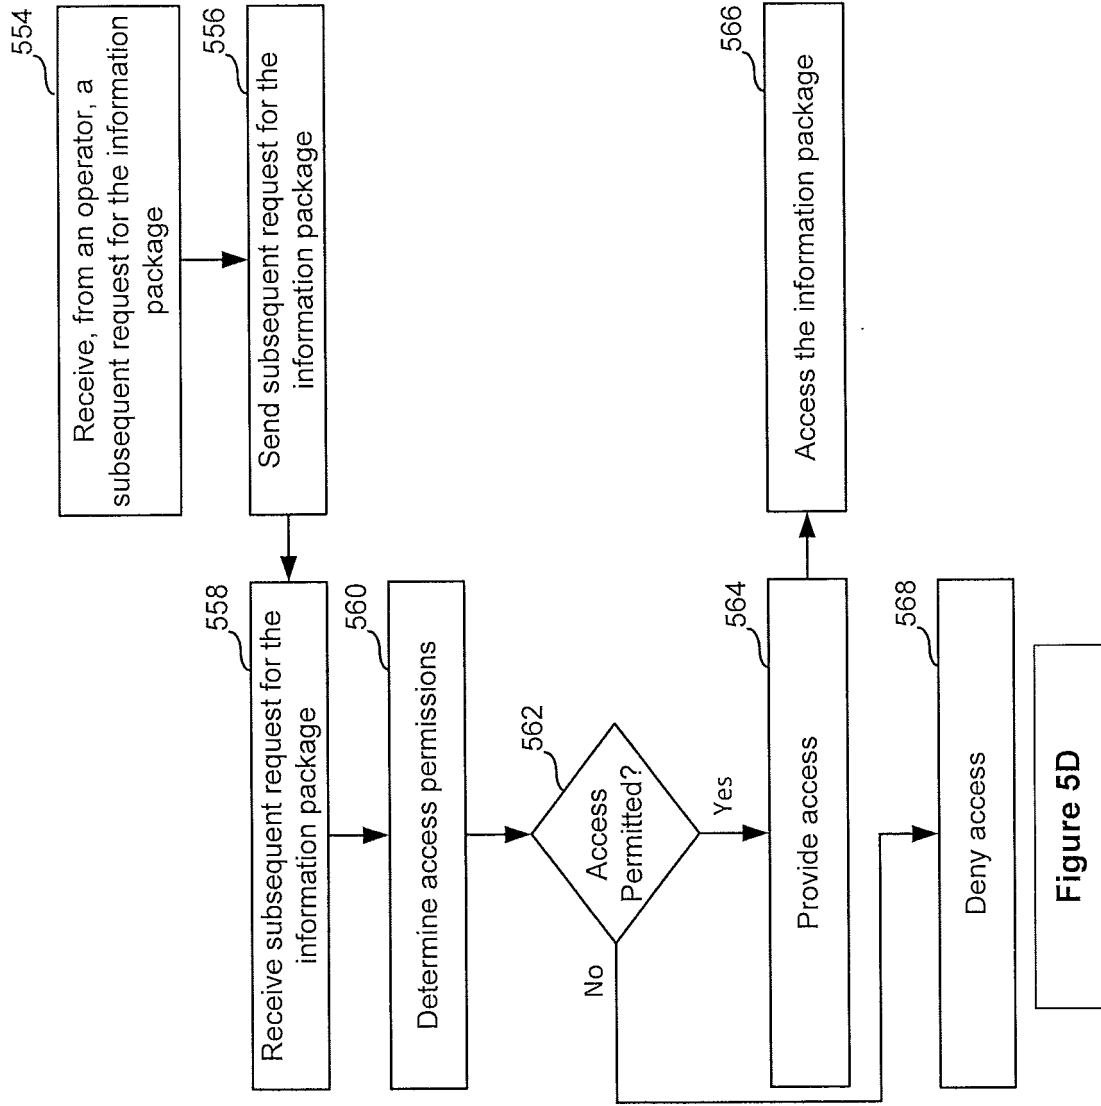 554
Receive, from an operator, a
subsequent request for the information
package
556
Send subsequent request for the
information package
558
Receive subsequent request for the
information package
560
Determine access permissions
562
Access
Permitted?
Yes
No
564
Provide access
566
Access the information package
568
Deny access
Figure 5D